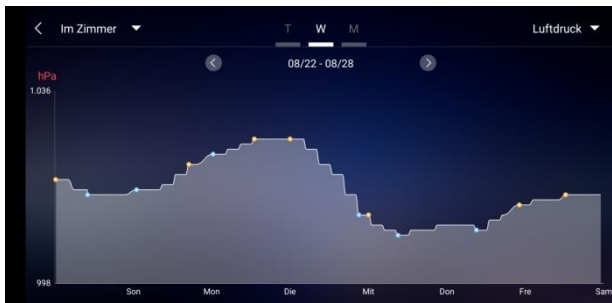 Im Zimmer
T W M
Luftdruck
08/22 - 08/28
hPa
1.036
998
Son Mon Die Mit Don Fre Sam